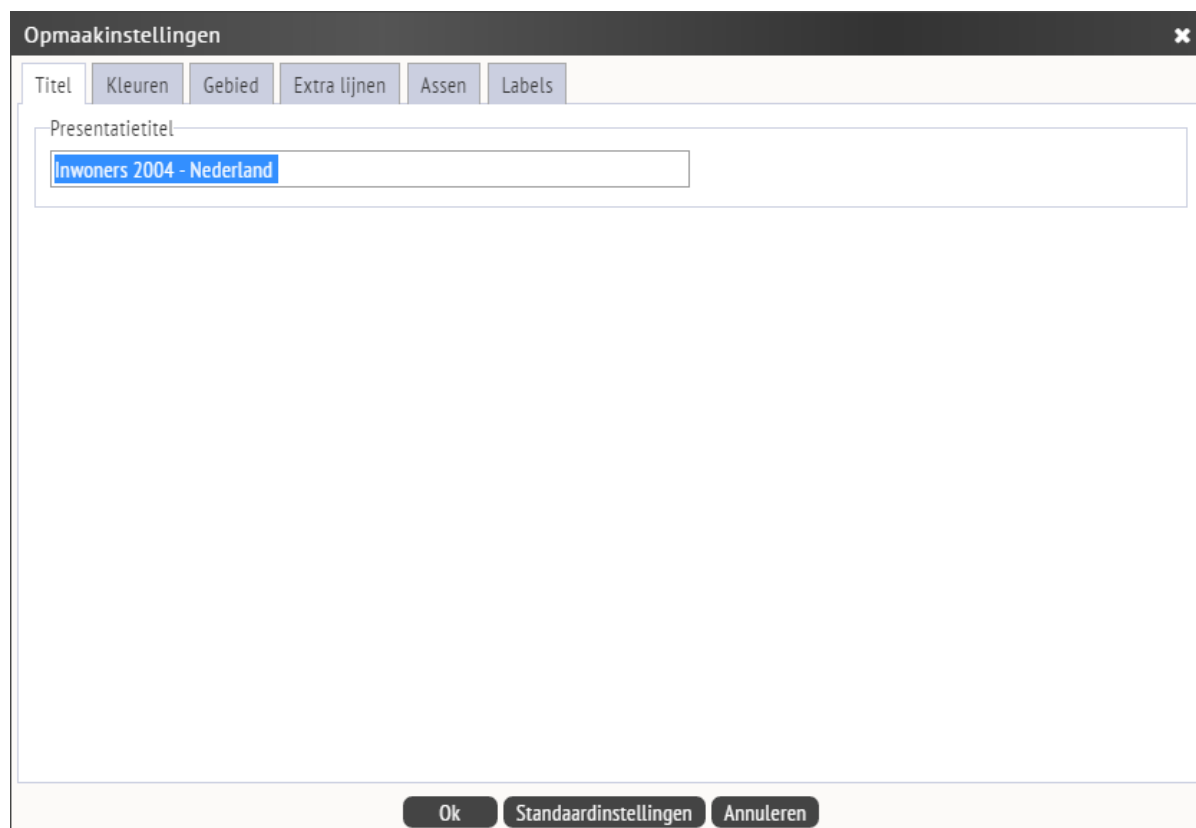 Opmaakinstellingen
Titel Kleuren Gebied Extra lijnen Assen Labels
Presentatietitel
Inwoners 2004 - Nederland
Ok Standaardinstellingen Annuleren